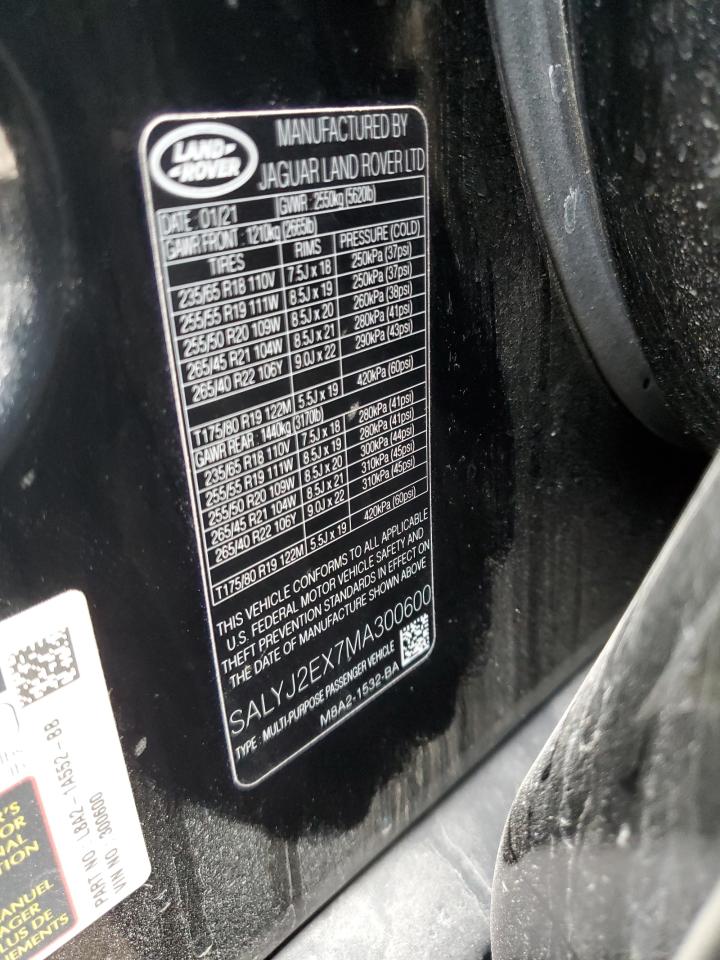 LAND-
-ROVER
MANUFACTURED BY
JAGUAR LAND ROVER LTD
DATE : 01/21 GVWR : 2550kg (5620lb)
GAWR FRONT : 1210kg (2665lb)
TIRES RIMS PRESSURE (COLD)
235/65 R18 110V 7.5J x 18 250kPa (37psi)
255/55 R19 111W 8.5J x 19 250kPa (37psi)
255/50 R20 109W 8.5J x 20 260kPa (38psi)
265/45 R21 104W 8.5J x 21 280kPa (41psi)
265/40 R22 106Y 9.0J x 22 290kPa (43psi)
T175/80 R19 122M 5.5J x 19 420kPa (60psi)
GAWR REAR : 1440kg (3170lb)
235/65 R18 110V 7.5J x 18 280kPa (41psi)
255/55 R19 111W 8.5J x 19 280kPa (41psi)
255/50 R20 109W 8.5J x 20 300kPa (44psi)
265/45 R21 104W 8.5J x 21 310kPa (45psi)
265/40 R22 106Y 9.0J x 22 310kPa (45psi)
T175/80 R19 122M 5.5J x 19 420kPa (60psi)
THIS VEHICLE CONFORMS TO ALL APPLICABLE
U.S. FEDERAL MOTOR VEHICLE SAFETY AND
THEFT PREVENTION STANDARDS IN EFFECT ON
THE DATE OF MANUFACTURE SHOWN ABOVE
SALYJ2EX7MA300600
TYPE : MULTI-PURPOSE PASSENGER VEHICLE
M8A2-1532-BA
PART NO: L8A2-1A552-BB
VIN NO: 300600